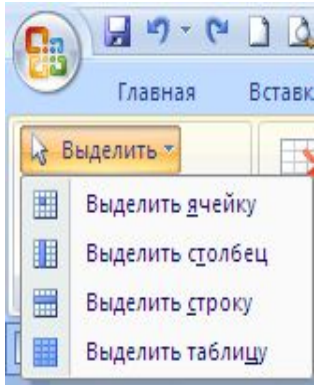 Главная Вставк
Выделить
Выделить ячейку
Выделить столбец
Выделить строку
Выделить таблицу